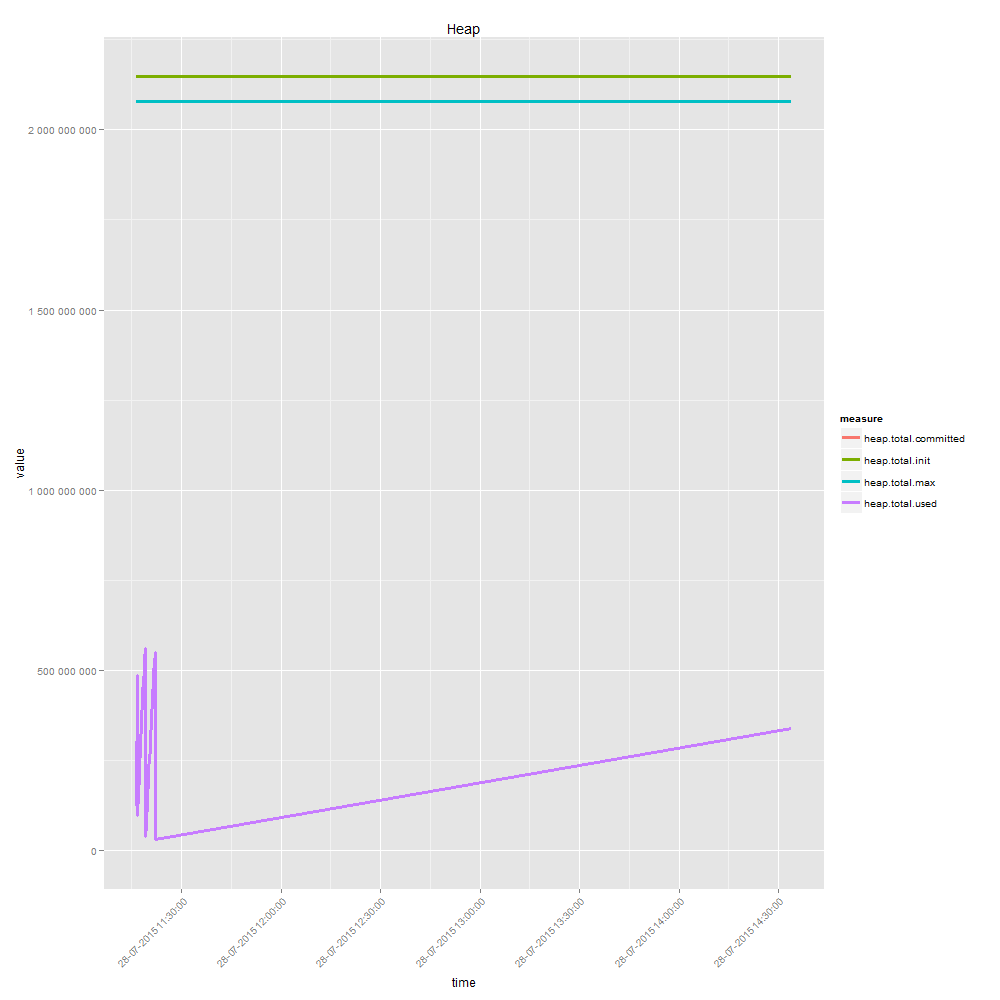 Heap
2 000 000 000
1 500 000 000
1 000 000 000
500 000 000
0
value
28-07-2015 11:30:00
28-07-2015 12:00:00
28-07-2015 12:30:00
28-07-2015 13:00:00
28-07-2015 13:30:00
28-07-2015 14:00:00
28-07-2015 14:30:00
time
measure
heap.total.committed
heap.total.init
heap.total.max
heap.total.used